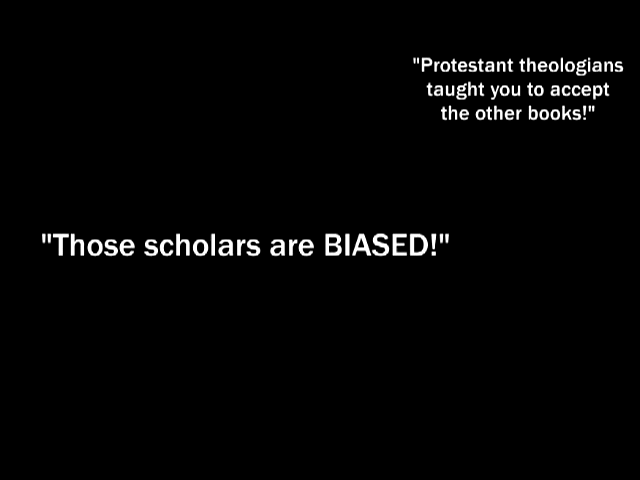 "Protestant theologians
taught you to accept
the other books!"
"Those scholars are BIASED!"